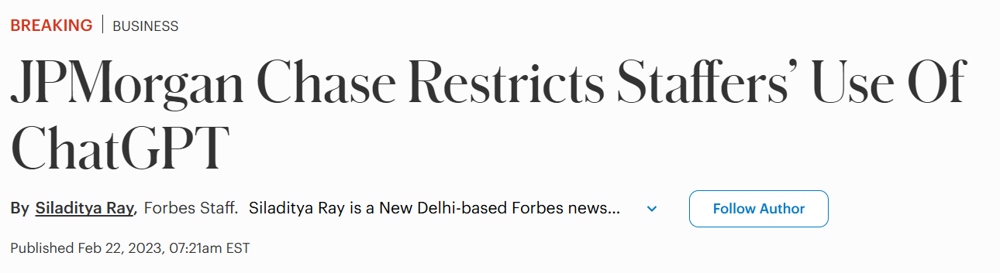 BREAKING | BUSINESS
JPMorgan Chase Restricts Staffers’ Use Of
ChatGPT
By Siladitya Ray, Forbes Staff. Siladitya Ray is a New Delhi-based Forbes news... Follow Author
Published Feb 22, 2023, 07:21am EST